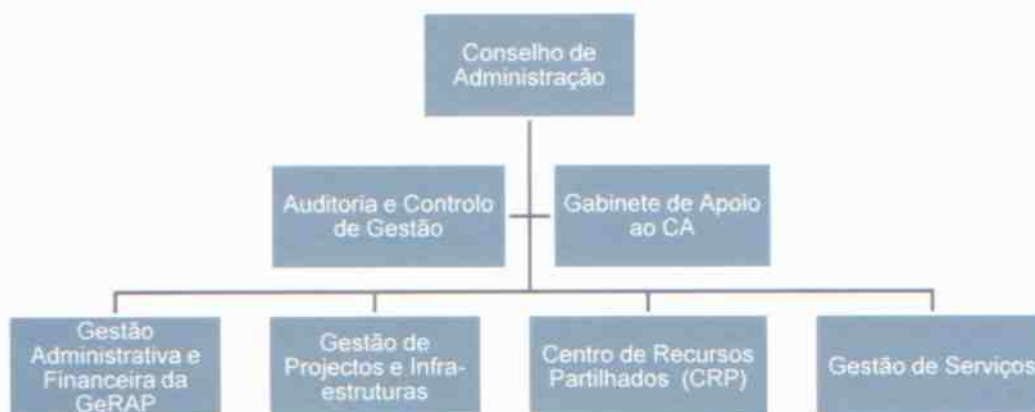 Conselho de
Administração
Auditoria e Controlo
de Gestão
Gabinete de Apoio
ao CA
Gestão
Administrativa e
Financeira da
GeRAP
Gestão de
Projectos e Infra-
estruturas
Centro de Recursos
Partilhados (CRP)
Gestão de Serviços